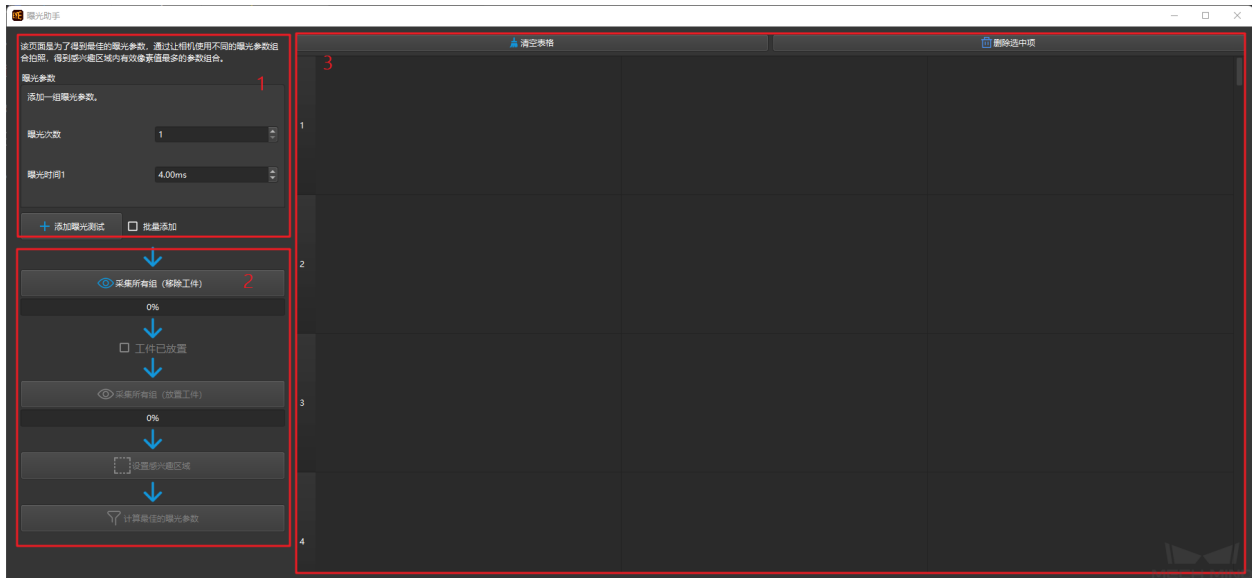 曝光助手
该页面是为了得到最佳的曝光参数，通过让相机使用不同的曝光参数组
合拍照，得到感兴趣区域内有效像素值最多的参数组合。
曝光参数
1
添加一组曝光参数。
曝光次数
1
曝光时间1
4.00ms
添加曝光测试
批量添加
采集所有组（移除工件）
2
0%
工件已放置
采集所有组（放置工件）
0%
设置感兴趣区域
计算最佳的曝光参数
清空表格
删除选中项
3
1
2
3
4